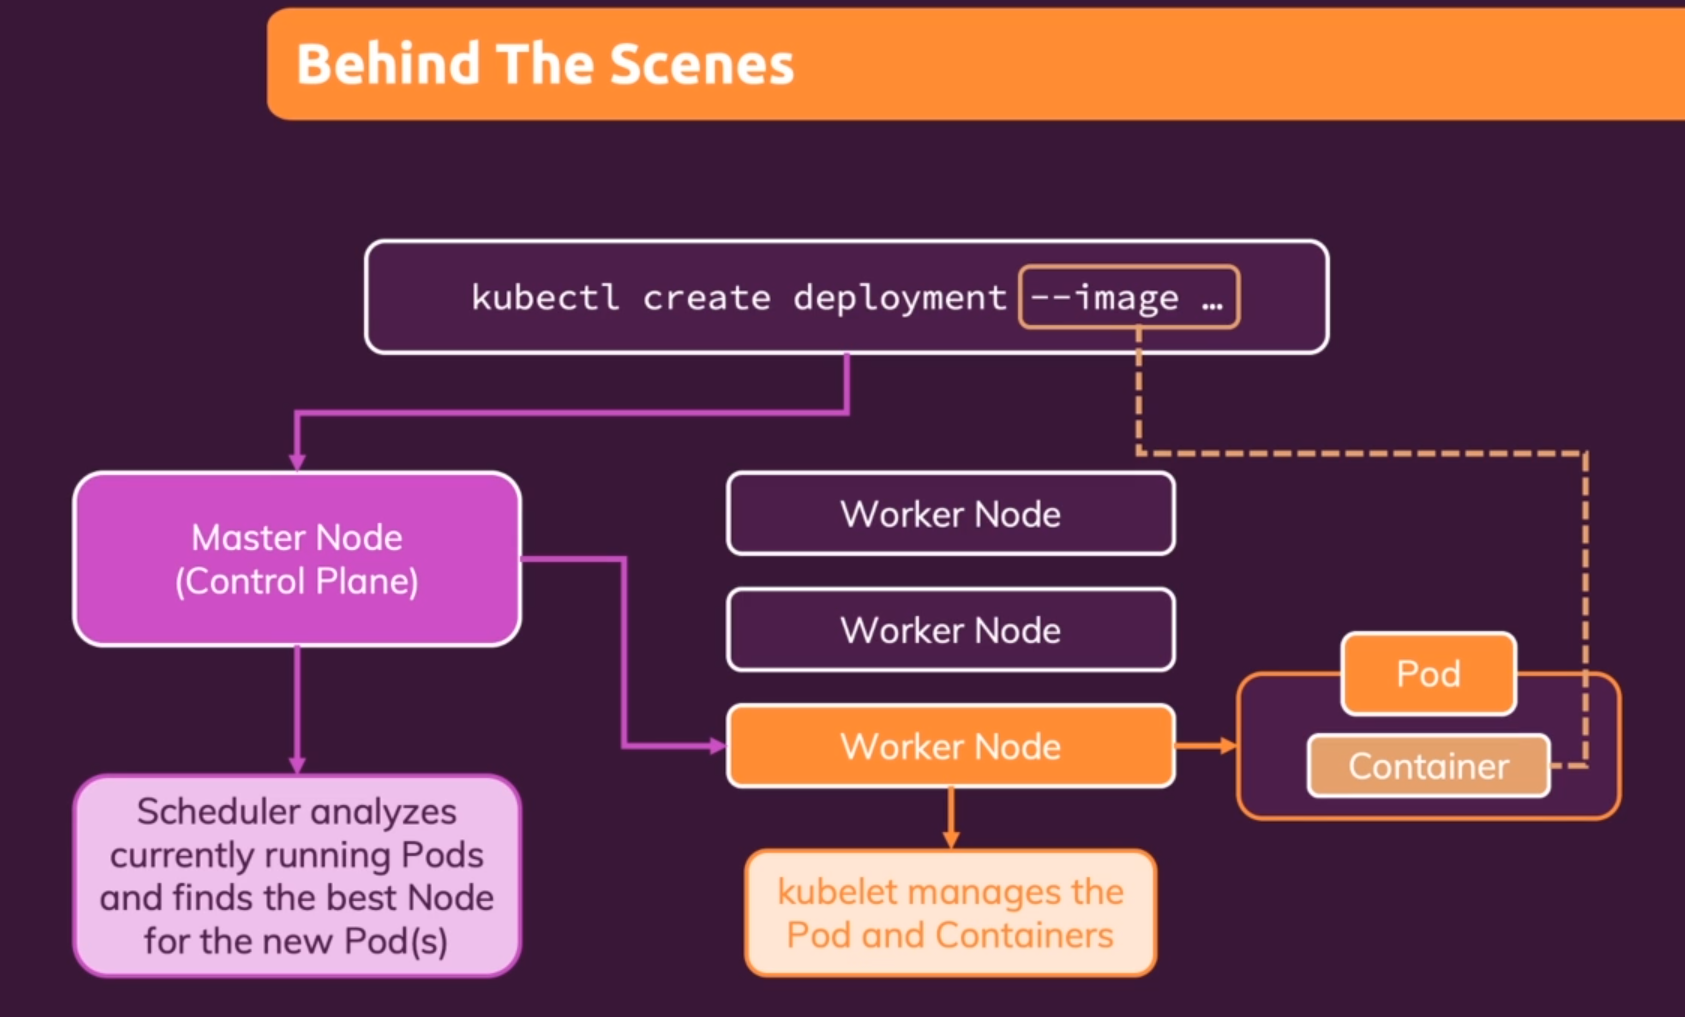 Behind The Scenes
kubectl create deployment --image …
Master Node
(Control Plane)
Worker Node
Worker Node
Worker Node
Pod
Container
Scheduler analyzes
currently running Pods
and finds the best Node
for the new Pod(s)
kubelet manages the
Pod and Containers